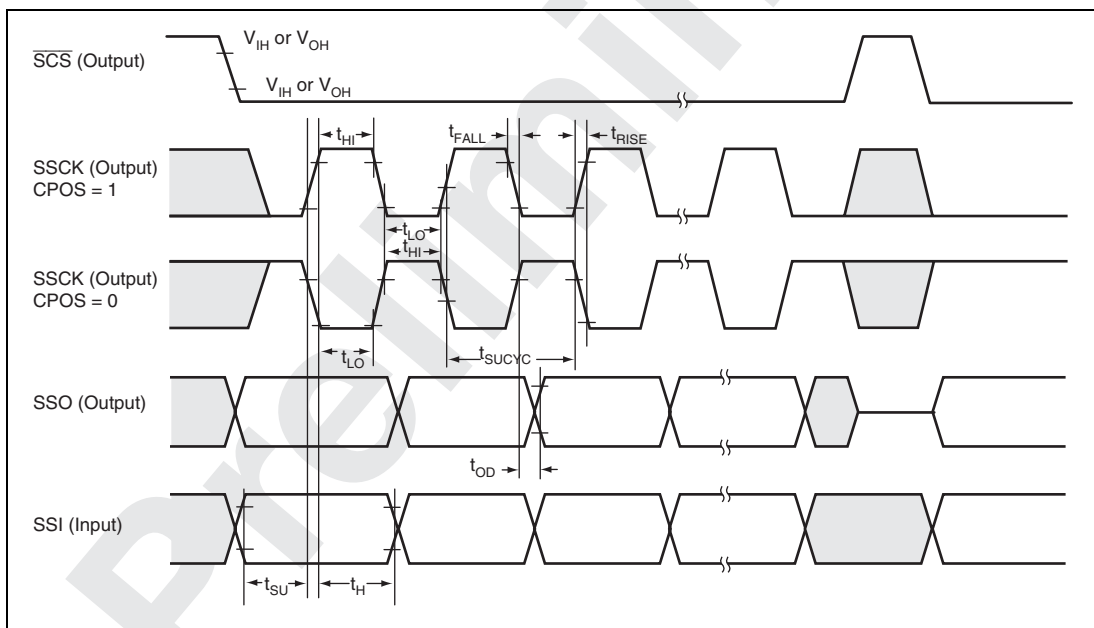 V_IH or V_OH
SCS (Output)
V_IH or V_OH
t_HI
t_FALL
t_RISE
SSCK (Output)
CPOS = 1
t_LO
t_HI
SSCK (Output)
CPOS = 0
t_LO
t_SUCYC
SSO (Output)
t_OD
SSI (Input)
t_SU
t_H
Prelimi